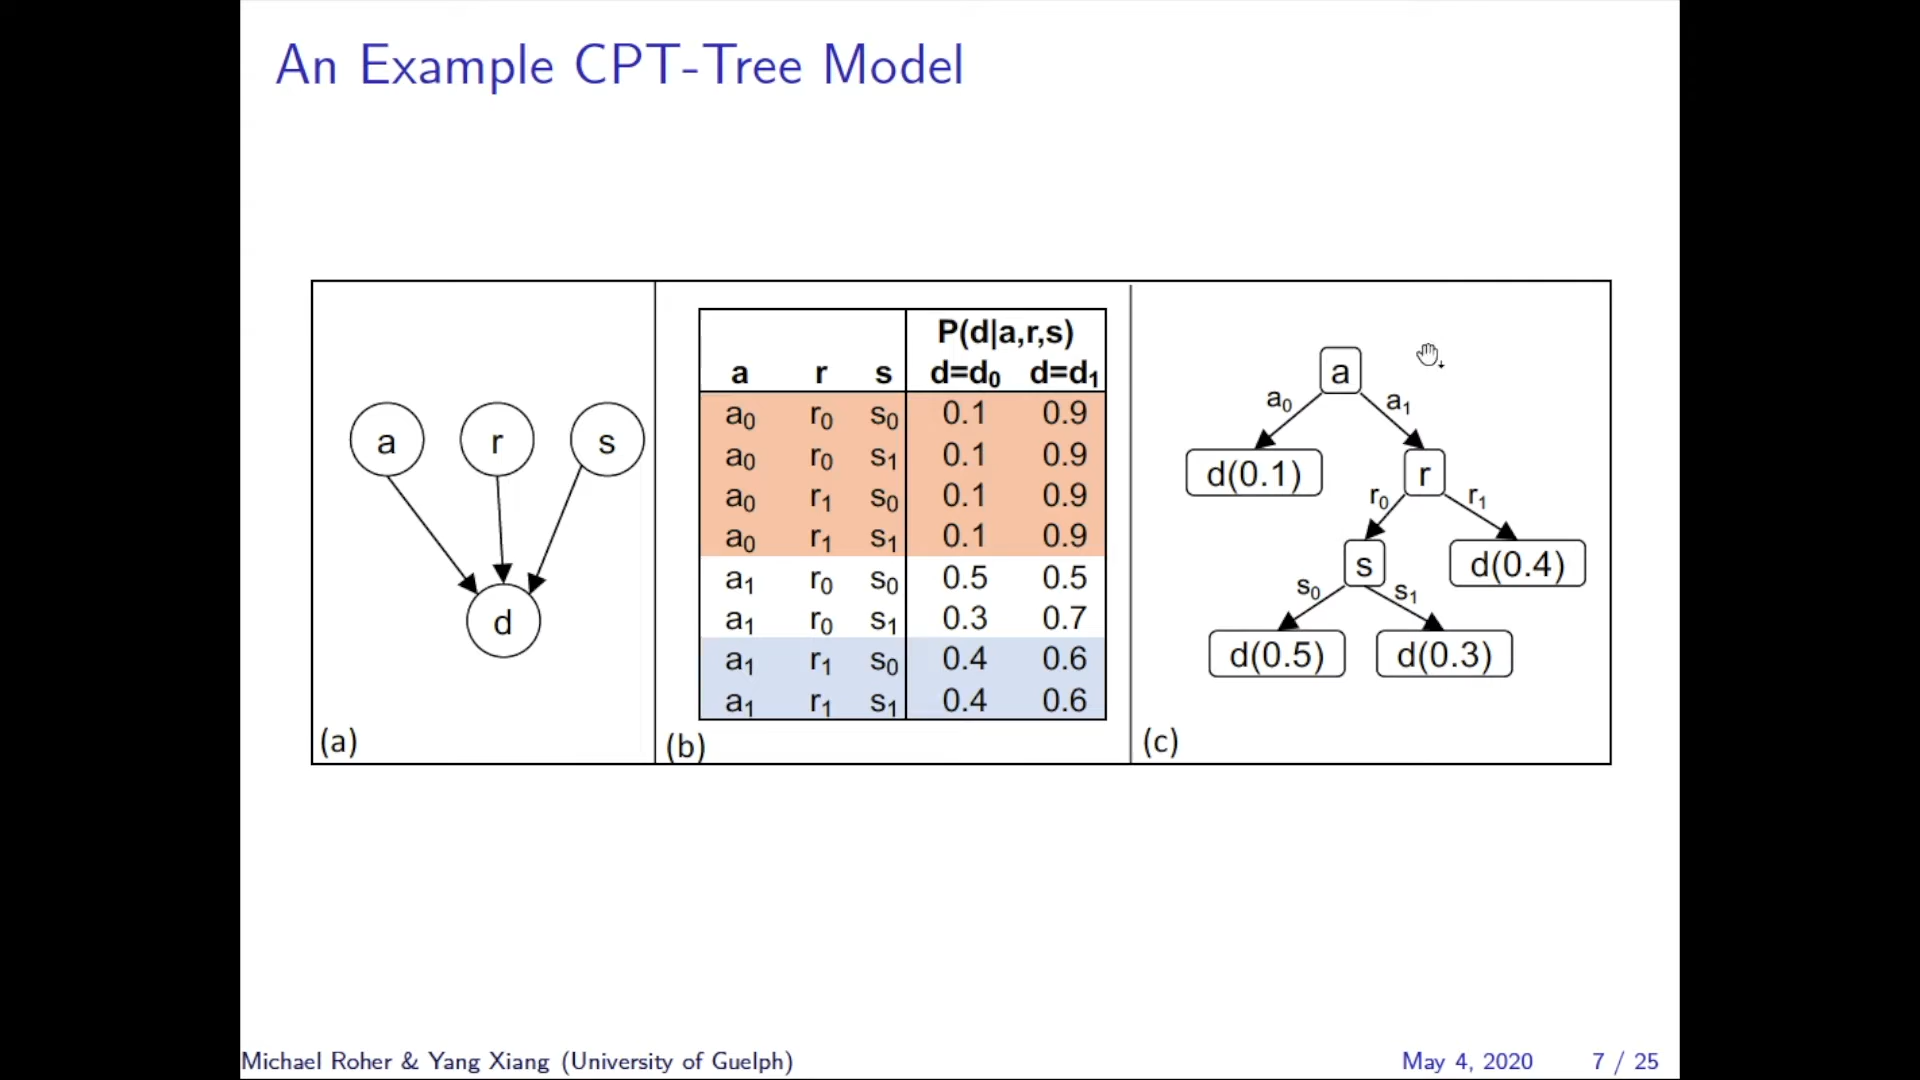 An Example CPT-Tree Model
a r s
d
(a)
P(d|a,r,s)
a r s d=d₀ d=d₁
a₀ r₀ s₀ 0.1 0.9
a₀ r₀ s₁ 0.1 0.9
a₀ r₁ s₀ 0.1 0.9
a₀ r₁ s₁ 0.1 0.9
a₁ r₀ s₀ 0.5 0.5
a₁ r₀ s₁ 0.3 0.7
a₁ r₁ s₀ 0.4 0.6
a₁ r₁ s₁ 0.4 0.6
(b)
a
a₀ a₁
d(0.1) r
r₀ r₁
s d(0.4)
s₀ s₁
d(0.5) d(0.3)
(c)
Michael Roher & Yang Xiang (University of Guelph) May 4, 2020 7 / 25